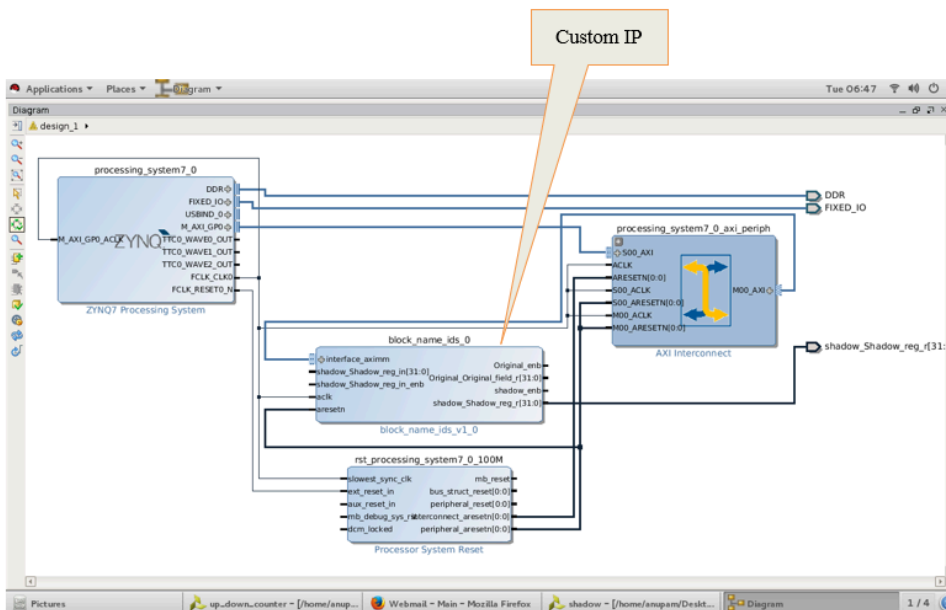 Custom IP
Applications Places Diagram Tue 06:47
Diagram
design_1
processing_system7_0
DDR
FIXED_IO
USBIND_0
M_AXI_GP0
M_AXI_GP0_ACLK
ZYNQ
TTC0_WAVE0_OUT
TTC0_WAVE1_OUT
TTC0_WAVE2_OUT
FCLK_CLK0
FCLK_RESET0_N
ZYNQ7 Processing System
DDR
FIXED_IO
processing_system7_0_axi_periph
S00_AXI
ACLK
ARESETN[0:0]
S00_ACLK
S00_ARESETN[0:0]
M00_ACLK
M00_ARESETN[0:0]
M00_AXI
AXI Interconnect
block_name_ids_0
interface_aximm
shadow_Shadow_reg_in[31:0]
shadow_Shadow_reg_in_enb
aclk
aresetn
Original_enb
Original_Original_field_r[31:0]
shadow_enb
shadow_Shadow_reg_r[31:0]
block_name_ids_v1_0
shadow_Shadow_reg_r[31:
rst_processing_system7_0_100M
slowest_sync_clk
ext_reset_in
aux_reset_in
mb_debug_sys_r
dcm_locked
mb_reset
bus_struct_reset[0:0]
peripheral_reset[0:0]
interconnect_aresetn[0:0]
peripheral_aresetn[0:0]
Processor System Reset
Pictures up_down_counter - [/home/anup... Webmail - Main - Mozilla Firefox shadow - [/home/anupam/Deskt... Diagram 1 / 4